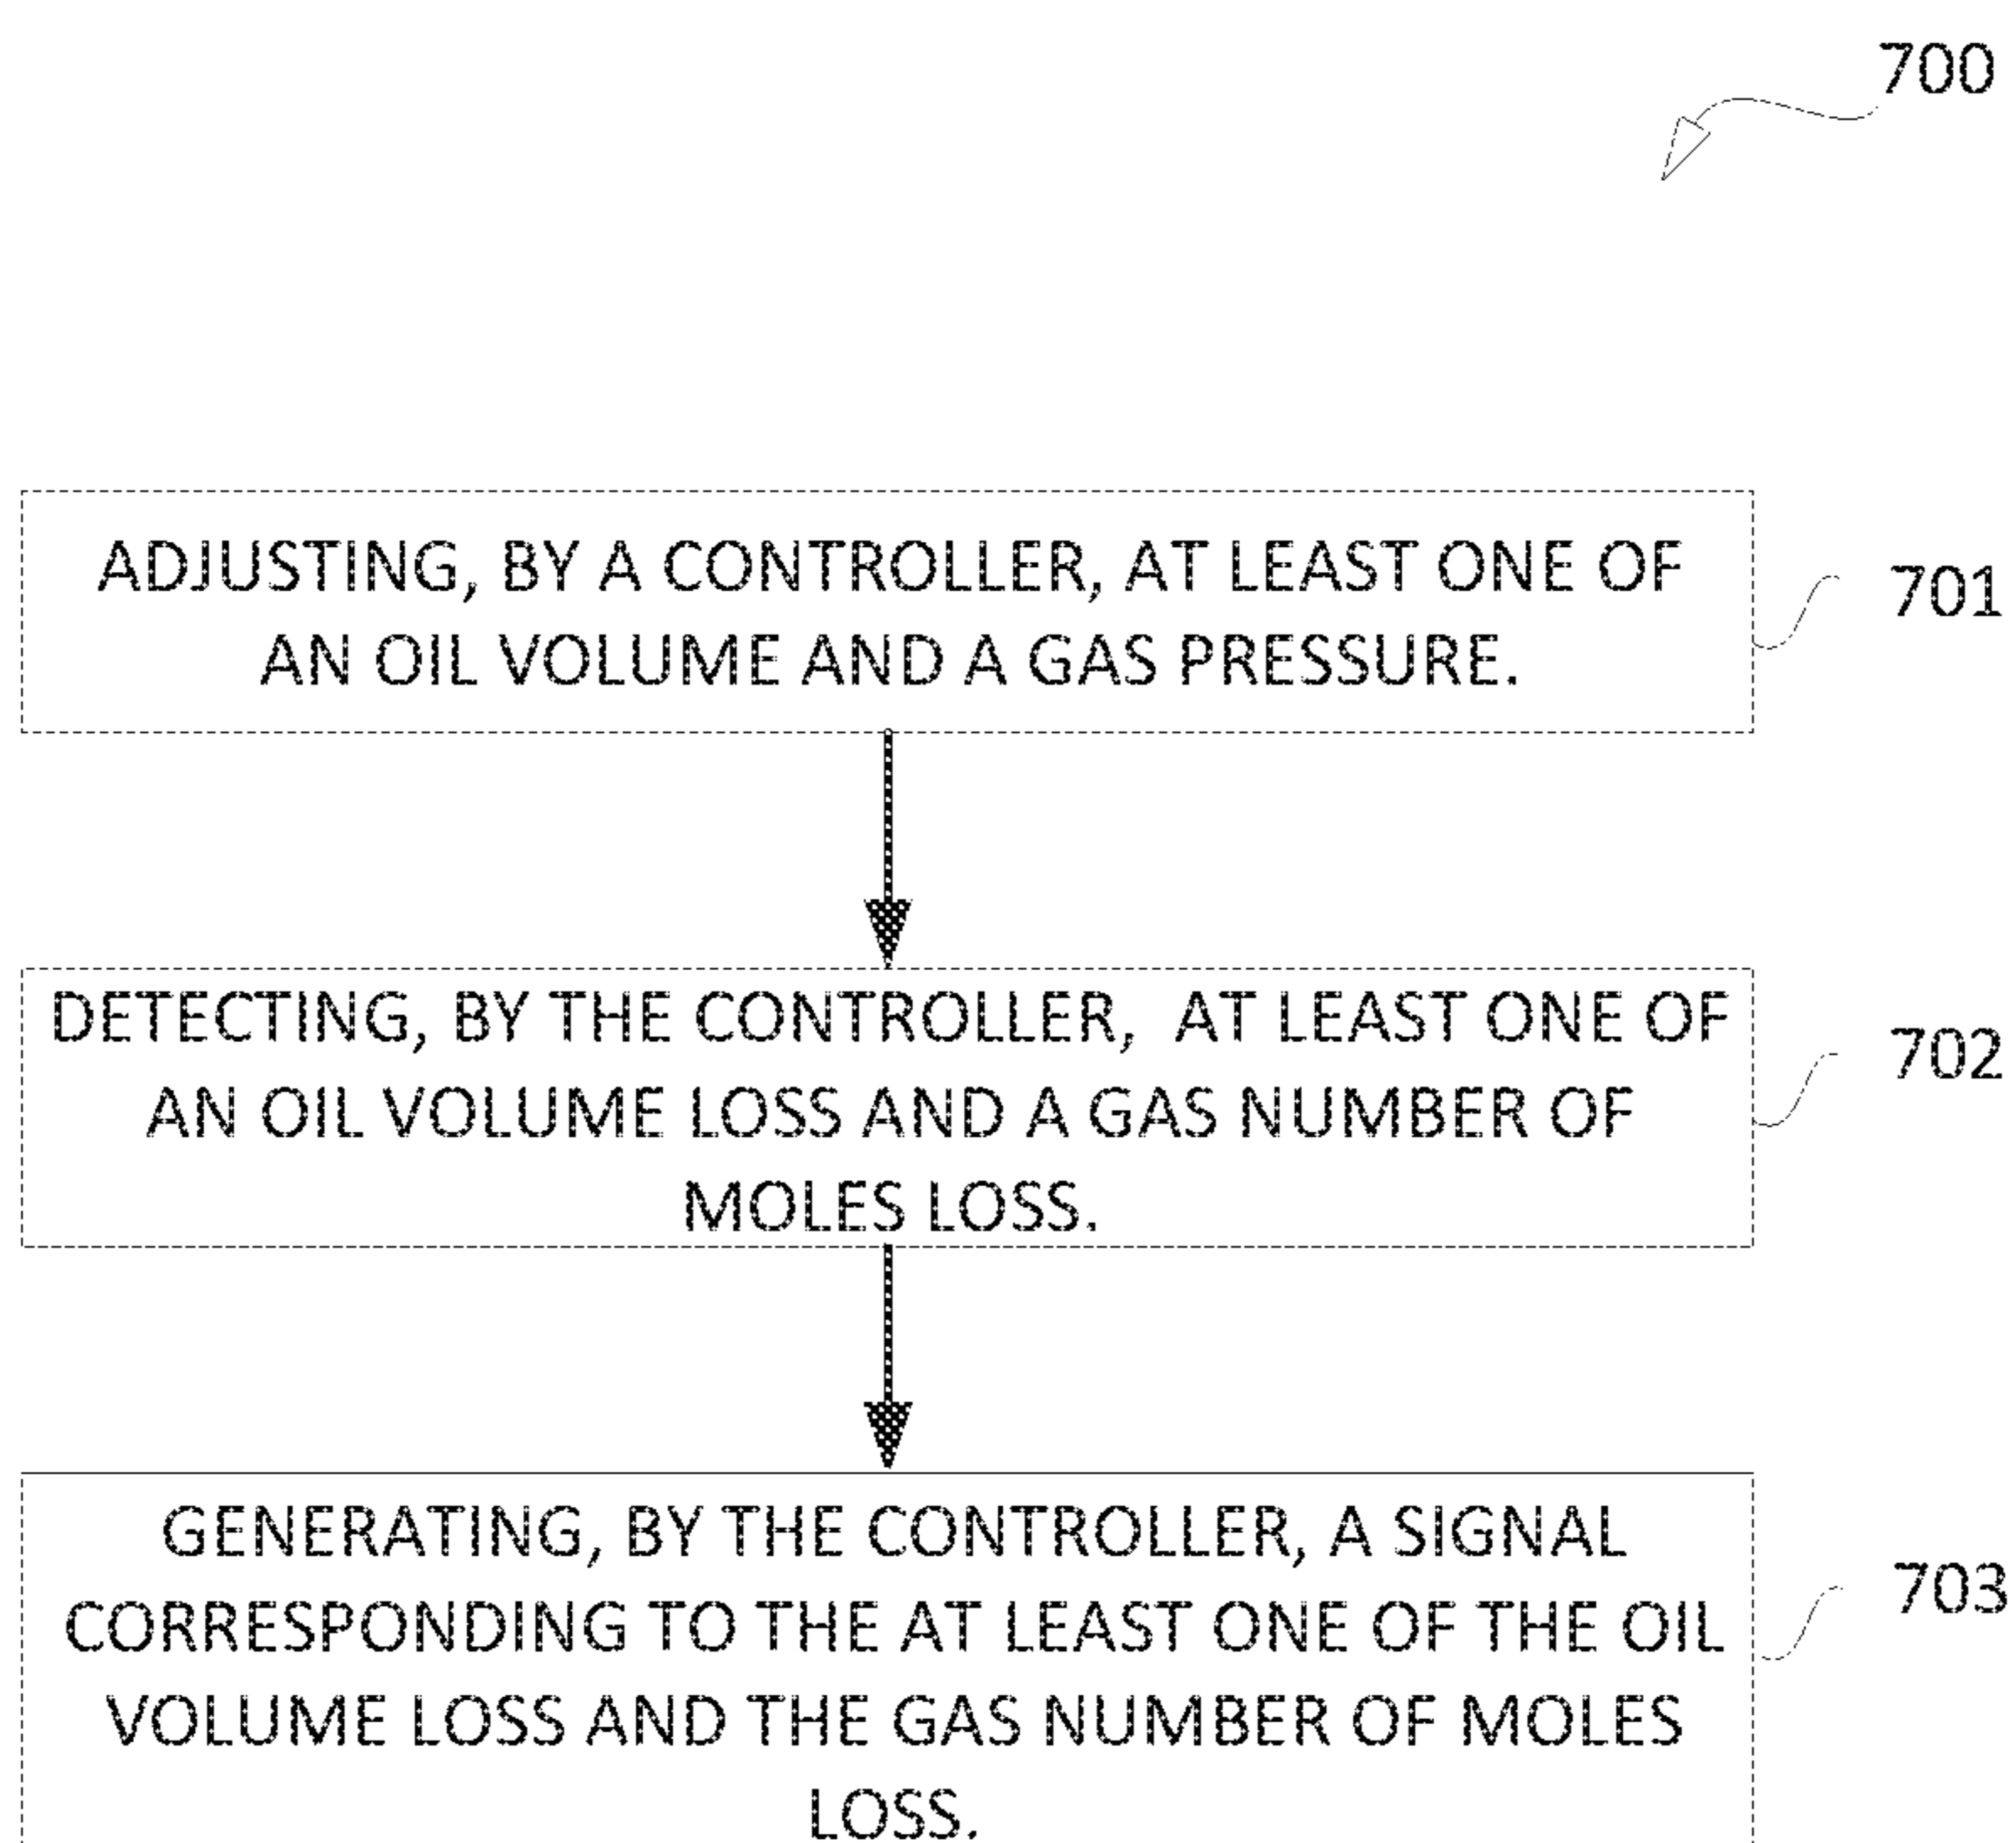 700
ADJUSTING, BY A CONTROLLER, AT LEAST ONE OF
AN OIL VOLUME AND A GAS PRESSURE.
701
DETECTING, BY THE CONTROLLER, AT LEAST ONE OF
AN OIL VOLUME LOSS AND A GAS NUMBER OF
MOLES LOSS.
702
GENERATING, BY THE CONTROLLER, A SIGNAL
CORRESPONDING TO THE AT LEAST ONE OF THE OIL
VOLUME LOSS AND THE GAS NUMBER OF MOLES
LOSS.
703